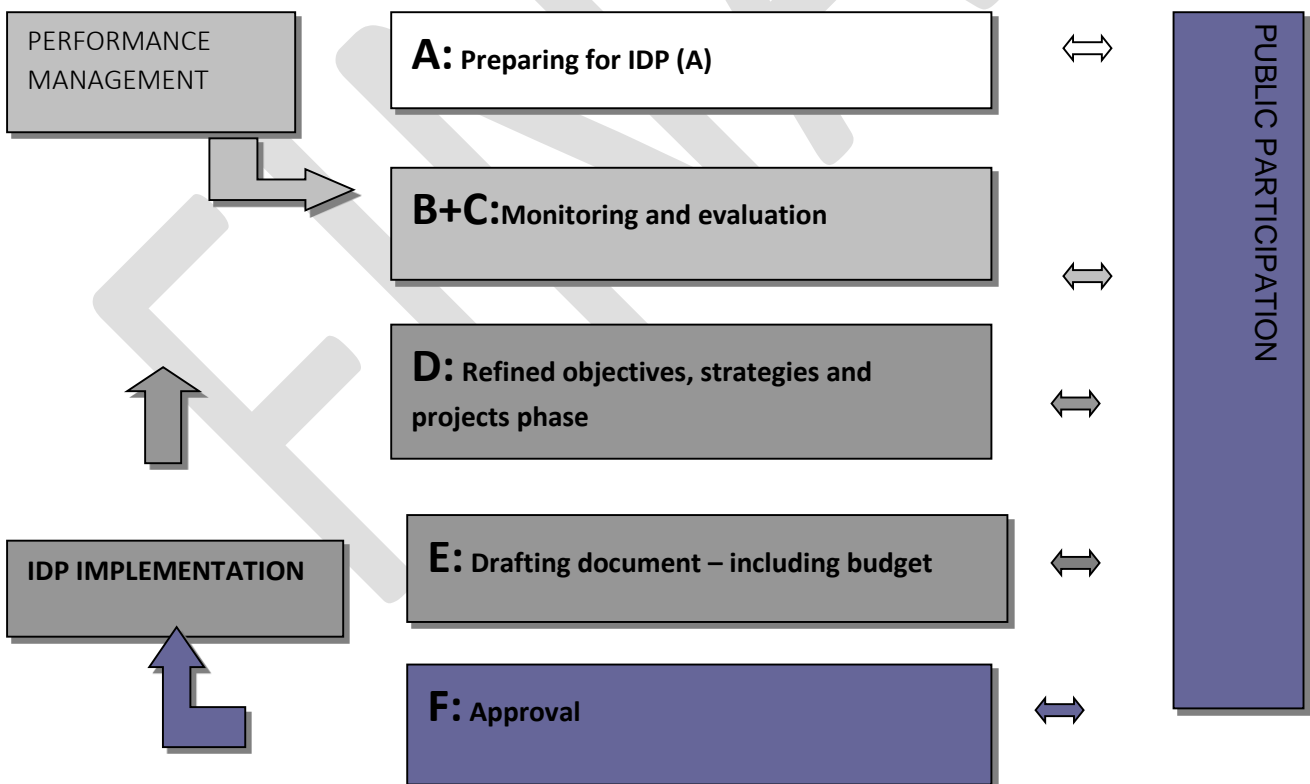 PERFORMANCE
MANAGEMENT
A: Preparing for IDP (A)
B+C:Monitoring and evaluation
D: Refined objectives, strategies and
projects phase
IDP IMPLEMENTATION
E: Drafting document – including budget
F: Approval
PUBLIC PARTICIPATION